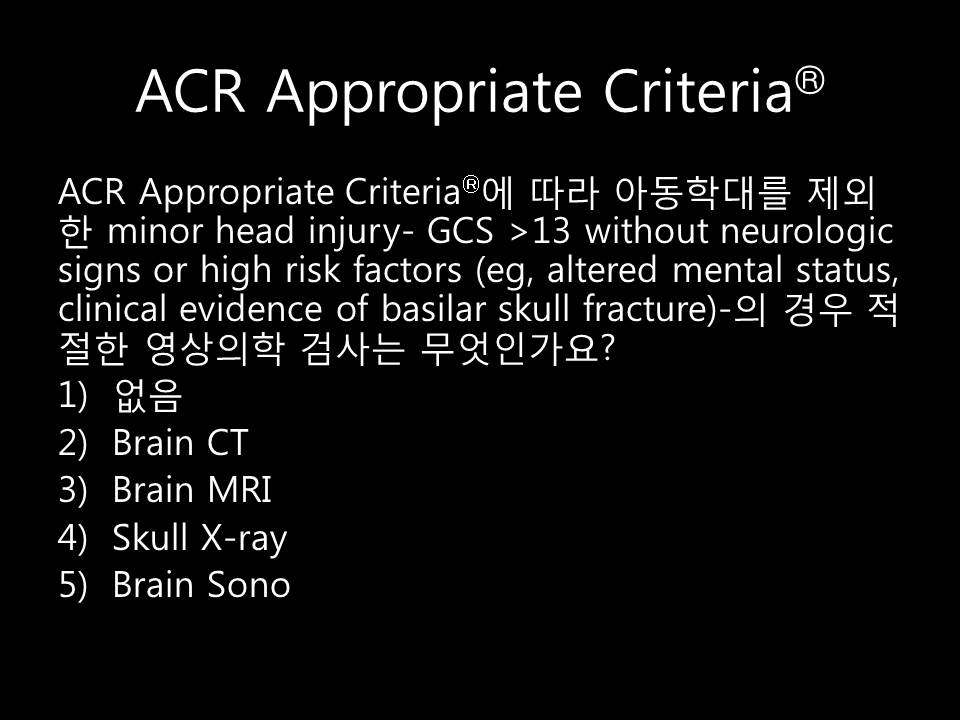 ACR Appropriate Criteria®
ACR Appropriate Criteria®에 따라 아동학대를 제외
한 minor head injury- GCS >13 without neurologic
signs or high risk factors (eg, altered mental status,
clinical evidence of basilar skull fracture)-의 경우 적
절한 영상의학 검사는 무엇인가요?
1) 없음
2) Brain CT
3) Brain MRI
4) Skull X-ray
5) Brain Sono